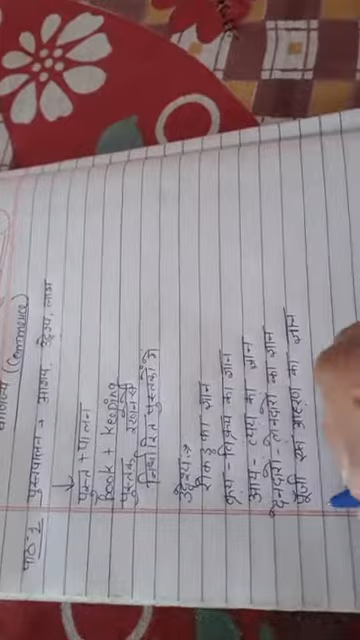 वाणिज्य (Commerce)
पाठ-1 पुस्तपालन → आशय, उद्देश्य, लाभ
↓
पुस्त + पालन
book + keeping
पुस्तकें रखना
निर्धारित पुस्तकों में
उद्देश्य →
रोकड़ का ज्ञान
क्रय - विक्रय का ज्ञान
आय - व्यय का ज्ञान
देनदारों - लेनदारों का ज्ञान
पूंजी का ज्ञान